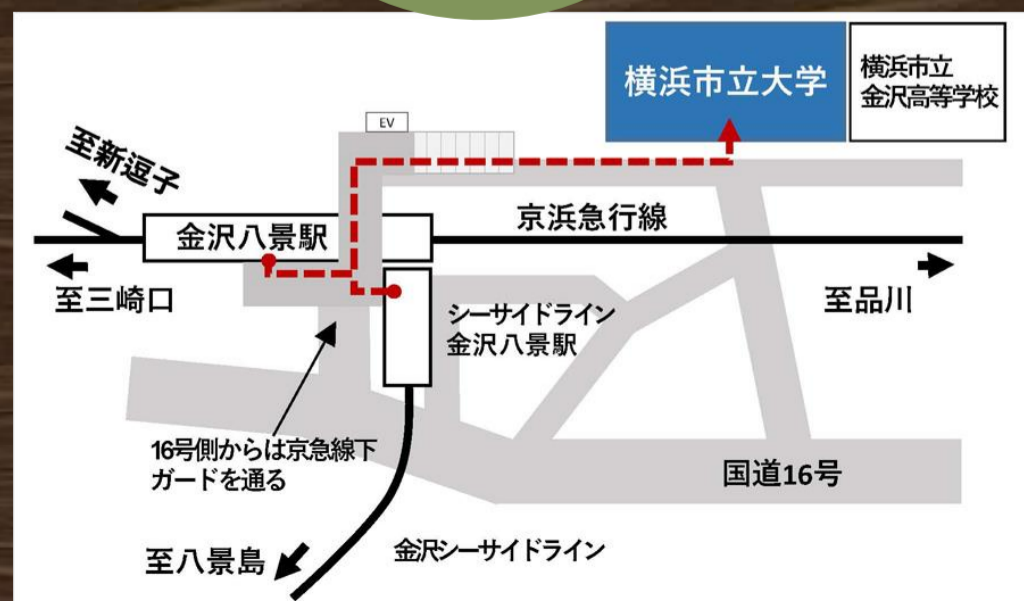 横浜市立大学
横浜市立
金沢高等学校
EV
至新逗子
金沢八景駅
京浜急行線
至三崎口
シーサイドライン
金沢八景駅
至品川
16号側からは京急線下
ガードを通る
国道16号
至八景島
金沢シーサイドライン